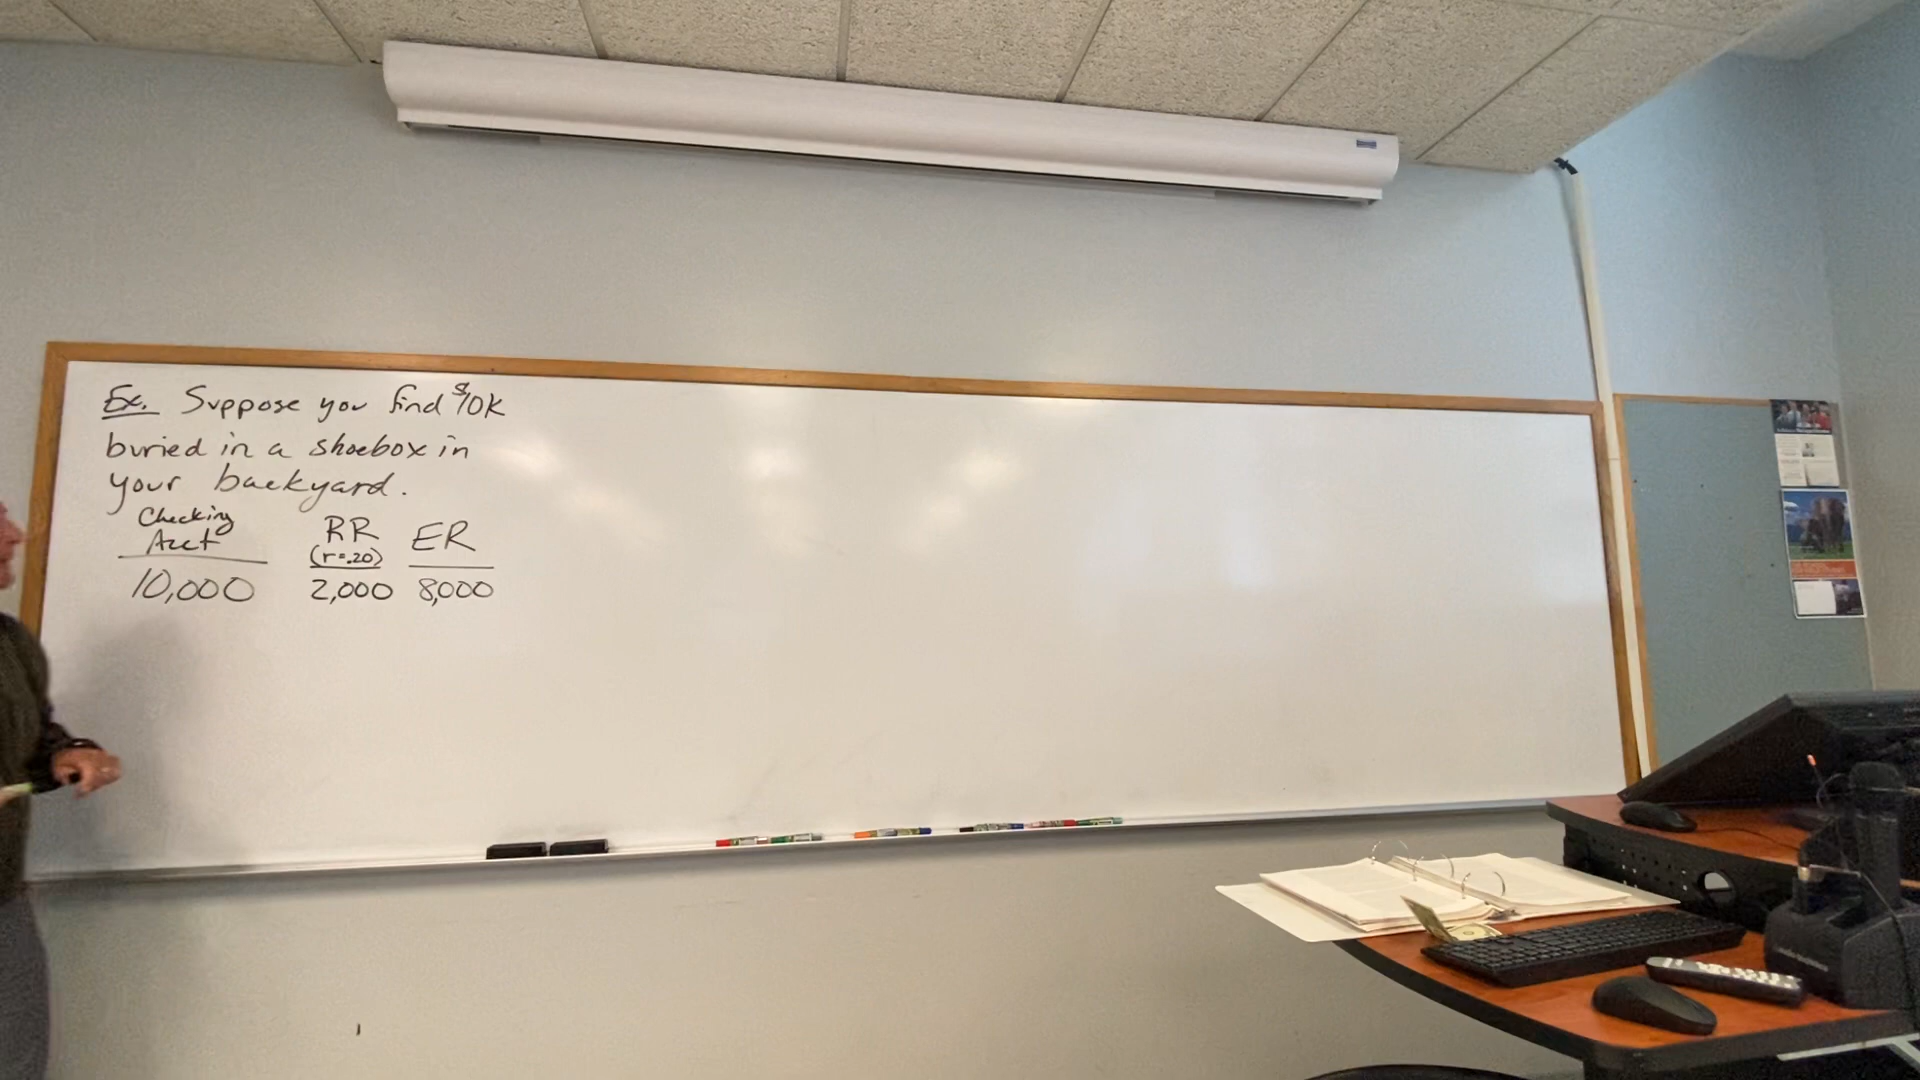 Ex. Suppose you find $10k
buried in a shoebox in
your backyard.
Checking
Acct
RR
(r=.20)
ER
10,000
2,000
8,000